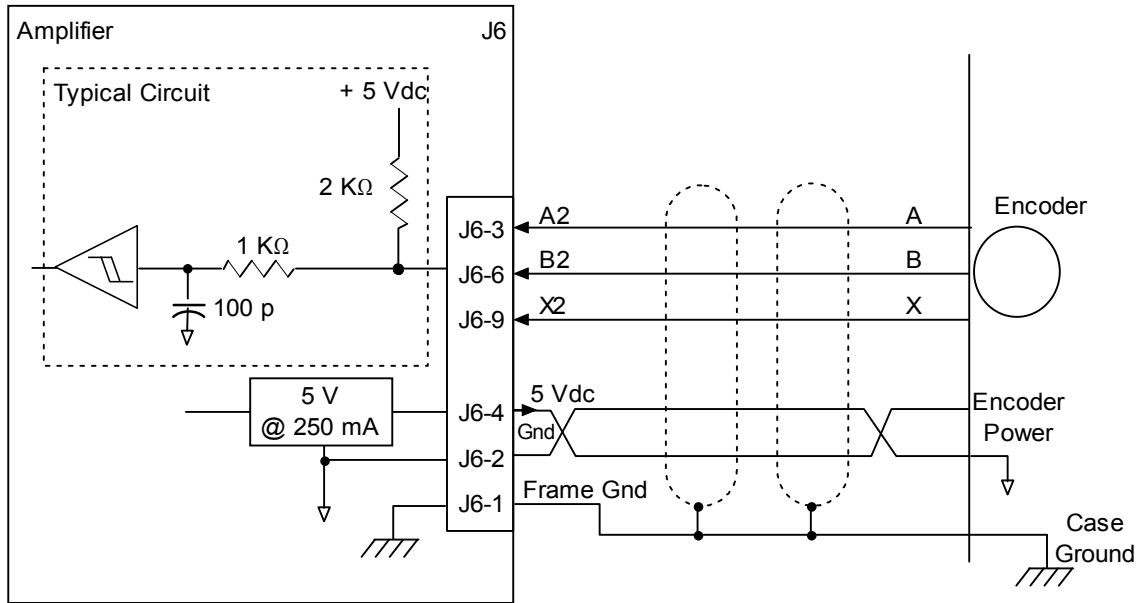 Amplifier
J6
Typical Circuit
+ 5 Vdc
2 KΩ
1 KΩ
100 p
J6-3
J6-6
J6-9
J6-4
J6-2
J6-1
A2
B2
X2
A
B
X
Encoder
5 V
@ 250 mA
5 Vdc
Gnd
Encoder
Power
Frame Gnd
Case
Ground